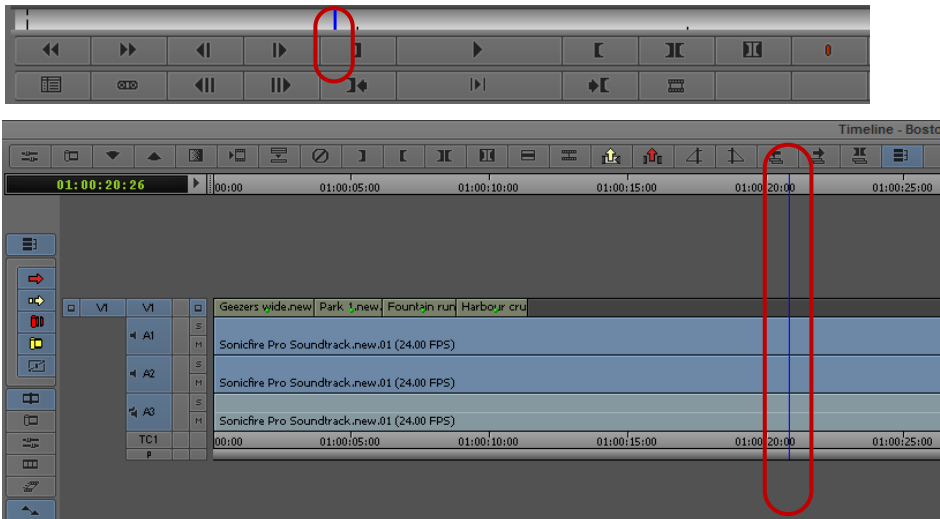 Timeline - Bosto
01:00:20:26
00:00 01:00:05:00 01:00:10:00 01:00:15:00 01:00:20:00 01:00:25:00
V1 V1 Geezers wide.new Park 1.new. Fountain run Harbour cru
S
A1 M Sonicfire Pro Soundtrack.new.01 (24.00 FPS)
S
A2 M Sonicfire Pro Soundtrack.new.01 (24.00 FPS)
S
A3 M Sonicfire Pro Soundtrack.new.01 (24.00 FPS)
TC1 00:00 01:00:05:00 01:00:10:00 01:00:15:00 01:00:20:00 01:00:25:00
P